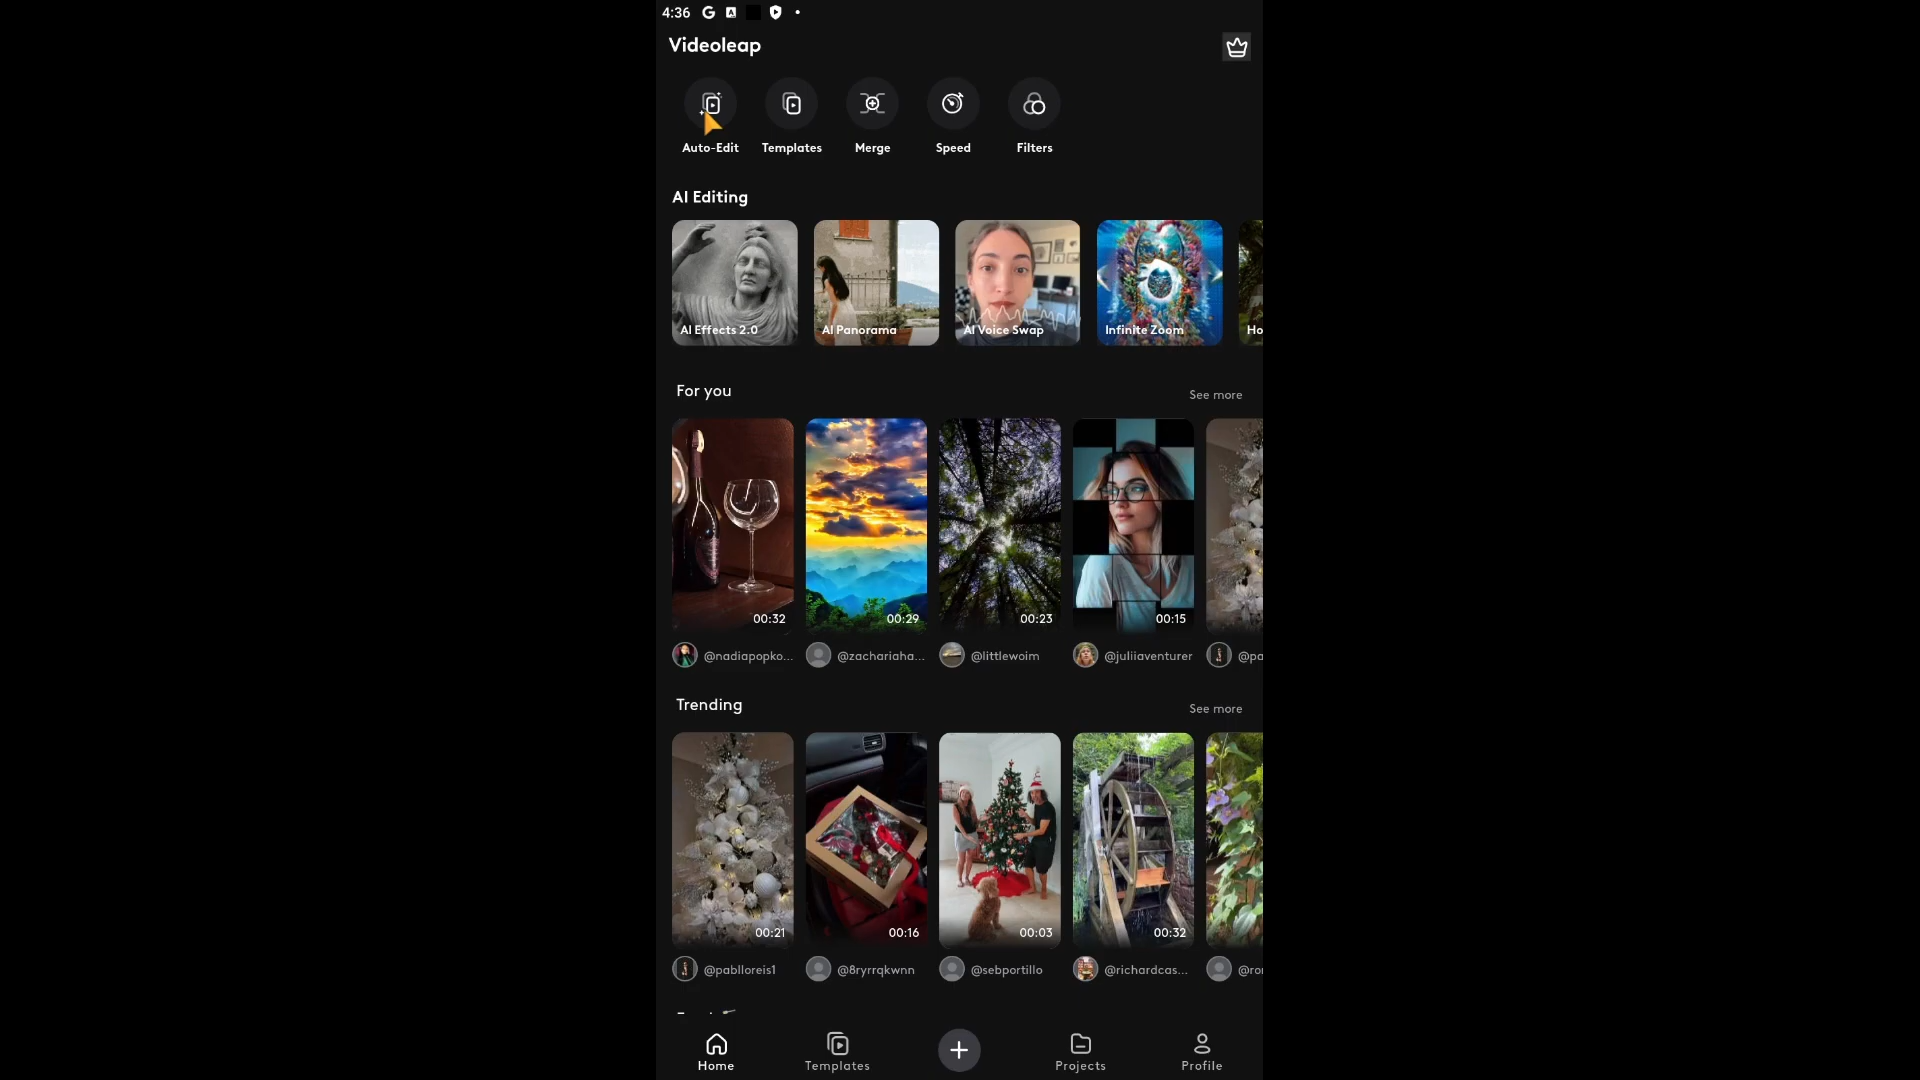 4:36
Videoleap
Auto-Edit Templates Merge Speed Filters
AI Editing
AI Effects 2.0 AI Panorama AI Voice Swap Infinite Zoom Ho
For you See more
00:32 00:29 00:23 00:15
@nadiapopko... @zachariaha... @littlewoim @juliiaventurer @pa
Trending See more
00:21 00:16 00:03 00:32
@pablloreis1 @8ryrrqkwnn @sebportillo @richardcas... @ro
Home Templates Projects Profile